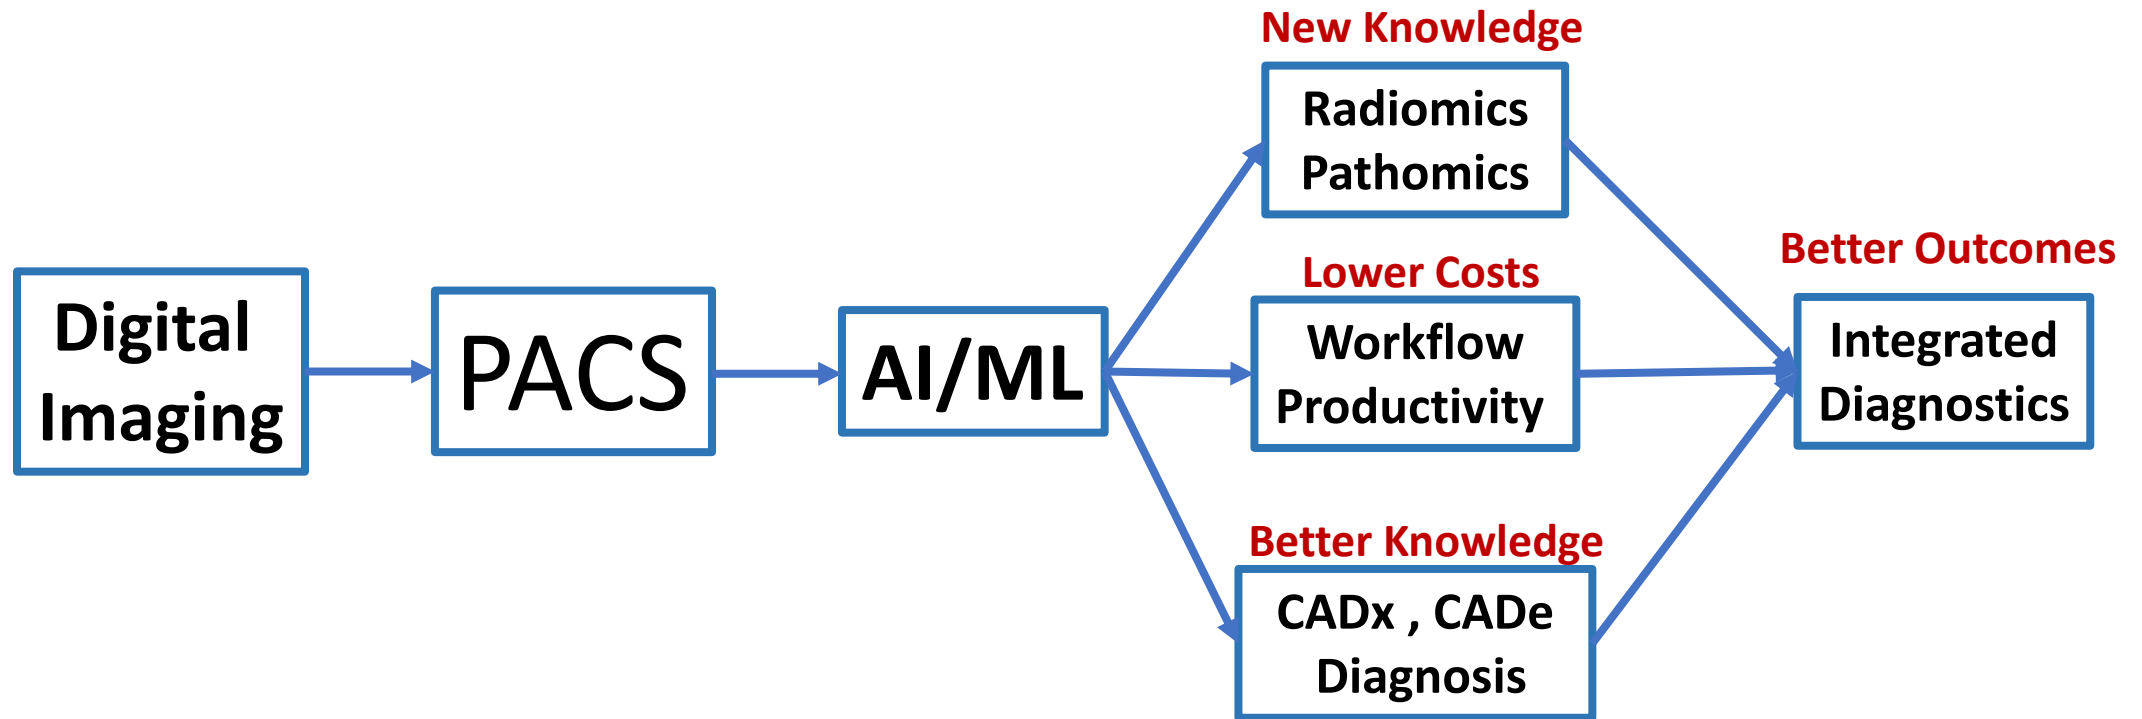 Digital
Imaging
PACS
AI/ML
New Knowledge
Radiomics
Pathomics
Lower Costs
Workflow
Productivity
Better Knowledge
CADx , CADe
Diagnosis
Better Outcomes
Integrated
Diagnostics